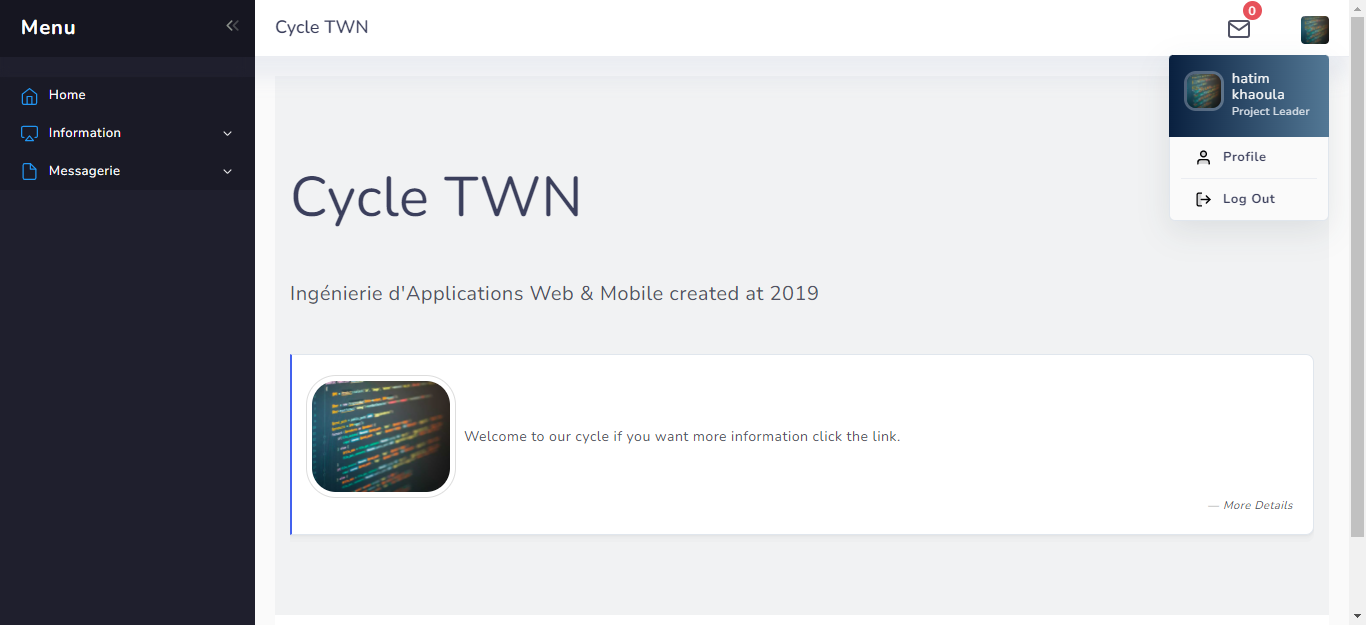 Menu
Cycle TWN
0
hatim
khaoula
Project Leader
Profile
Log Out
Home
Information
Messagerie
Cycle TWN
Ingénierie d'Applications Web & Mobile created at 2019
Welcome to our cycle if you want more information click the link.
— More Details